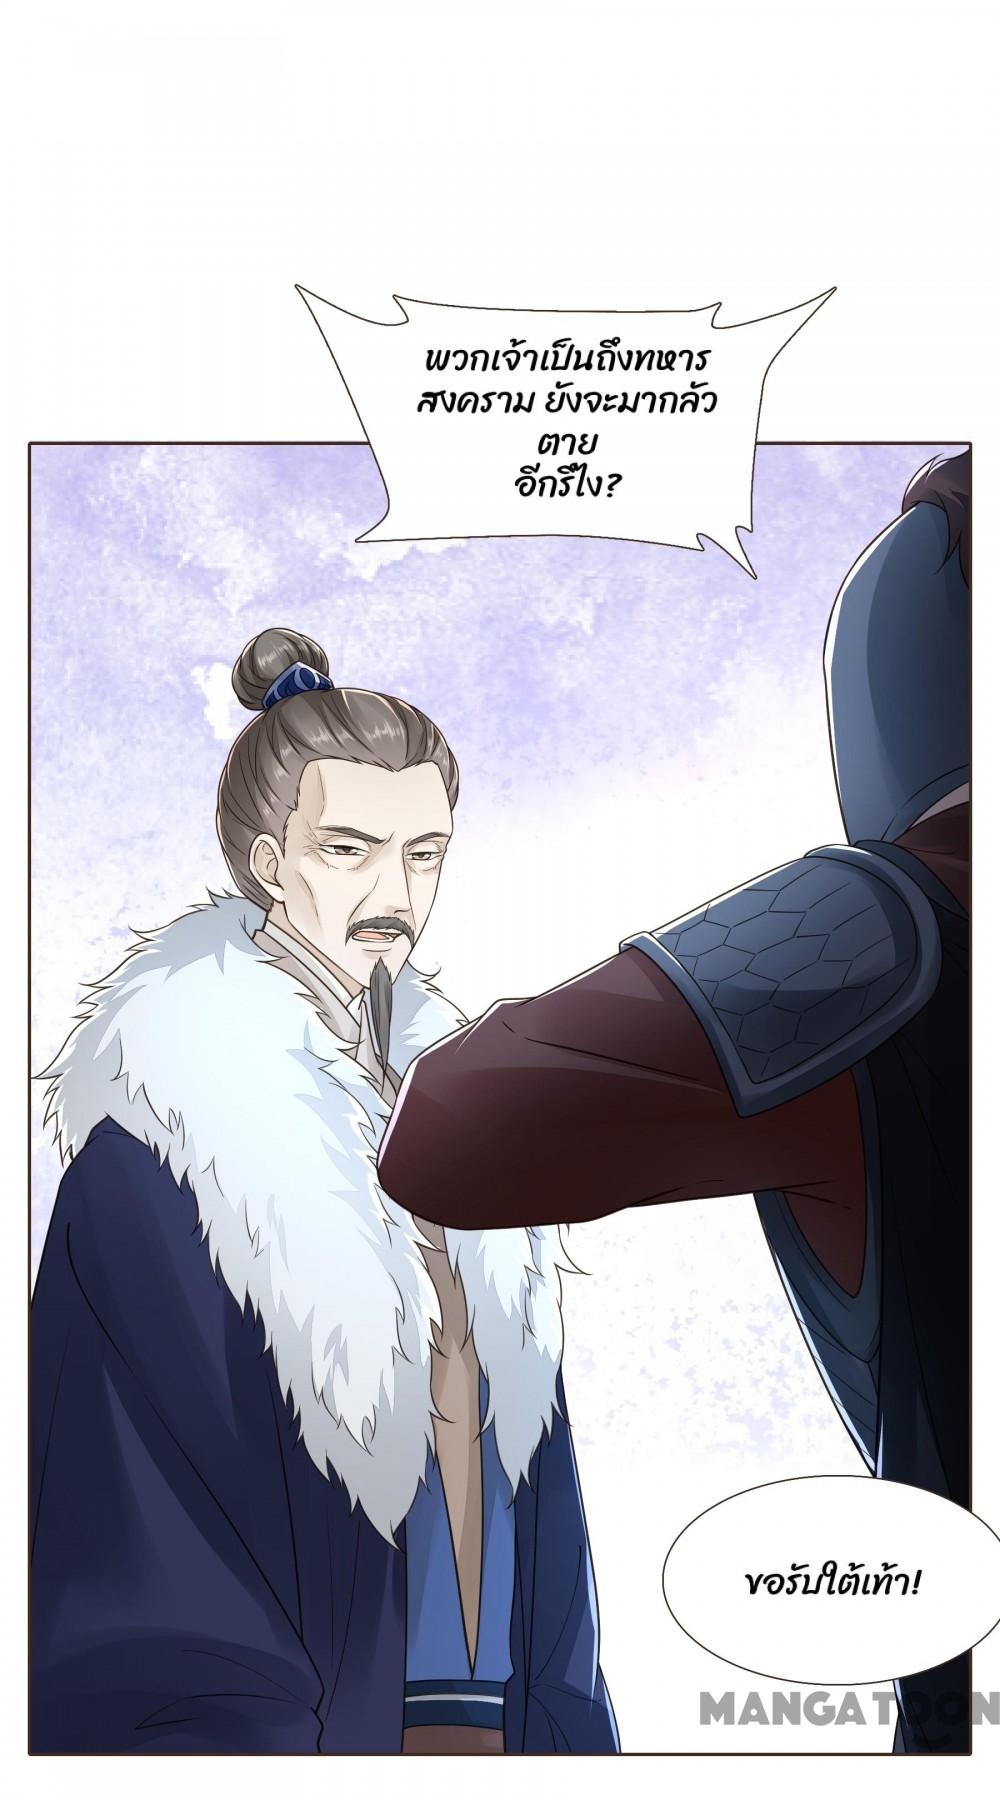 พวกเจ้าเป็นถึงทหาร
สงคราม ยังจะมากลัว
ตาย
อีกรึไง?
ขอรับใต้เท้า!
MANGATOON